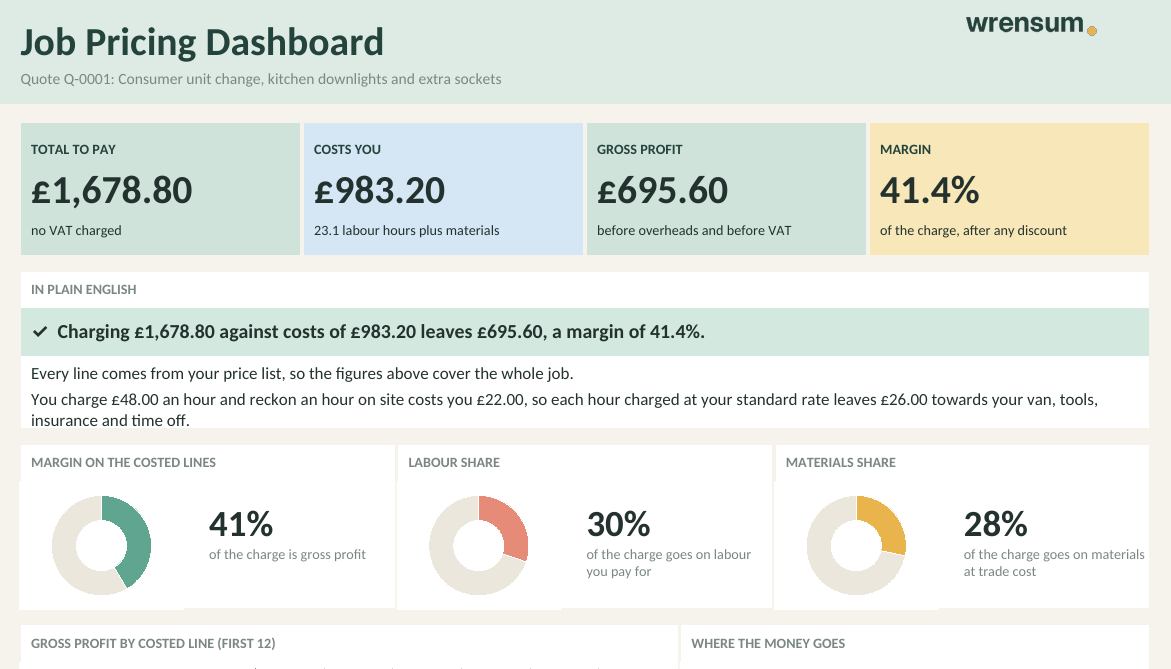 Job Pricing Dashboard
wrensum
Quote Q-0001: Consumer unit change, kitchen downlights and extra sockets
TOTAL TO PAY
£1,678.80
no VAT charged
COSTS YOU
£983.20
23.1 labour hours plus materials
GROSS PROFIT
£695.60
before overheads and before VAT
MARGIN
41.4%
of the charge, after any discount
IN PLAIN ENGLISH
✓ Charging £1,678.80 against costs of £983.20 leaves £695.60, a margin of 41.4%.
Every line comes from your price list, so the figures above cover the whole job.
You charge £48.00 an hour and reckon an hour on site costs you £22.00, so each hour charged at your standard rate leaves £26.00 towards your van, tools,
insurance and time off.
MARGIN ON THE COSTED LINES
41%
of the charge is gross profit
LABOUR SHARE
30%
of the charge goes on labour
you pay for
MATERIALS SHARE
28%
of the charge goes on materials
at trade cost
GROSS PROFIT BY COSTED LINE (FIRST 12)
WHERE THE MONEY GOES